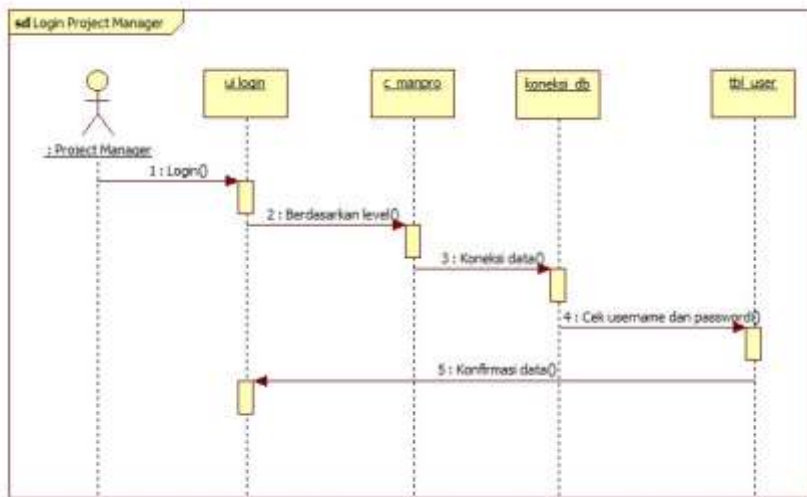 sd Login Project Manager
ui login
c_manpro
koneksi_db
tbl_user
: Project Manager
1 : Login()
2 : Berdasarkan level()
3 : Koneksi data()
4 : Cek username dan password()
5 : Konfirmasi data()